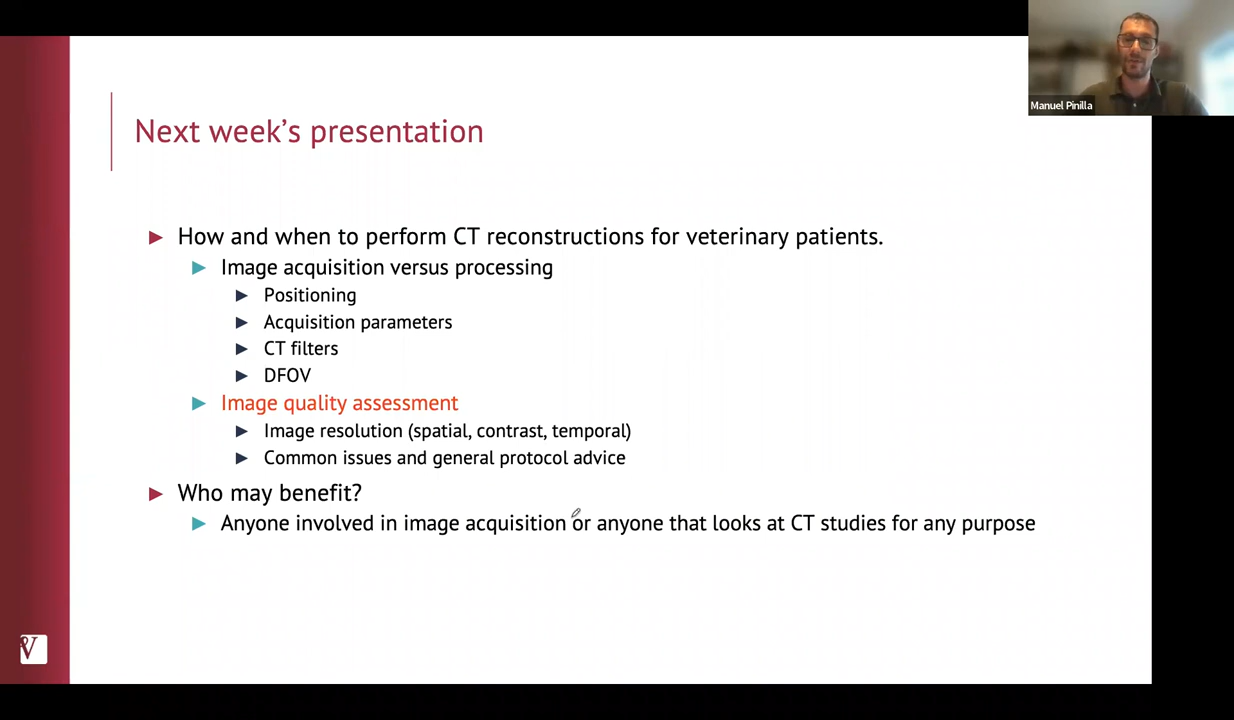 Manuel Pinilla
Next week's presentation
How and when to perform CT reconstructions for veterinary patients.
Image acquisition versus processing
Positioning
Acquisition parameters
CT filters
DFOV
Image quality assessment
Image resolution (spatial, contrast, temporal)
Common issues and general protocol advice
Who may benefit?
Anyone involved in image acquisition or anyone that looks at CT studies for any purpose
&V